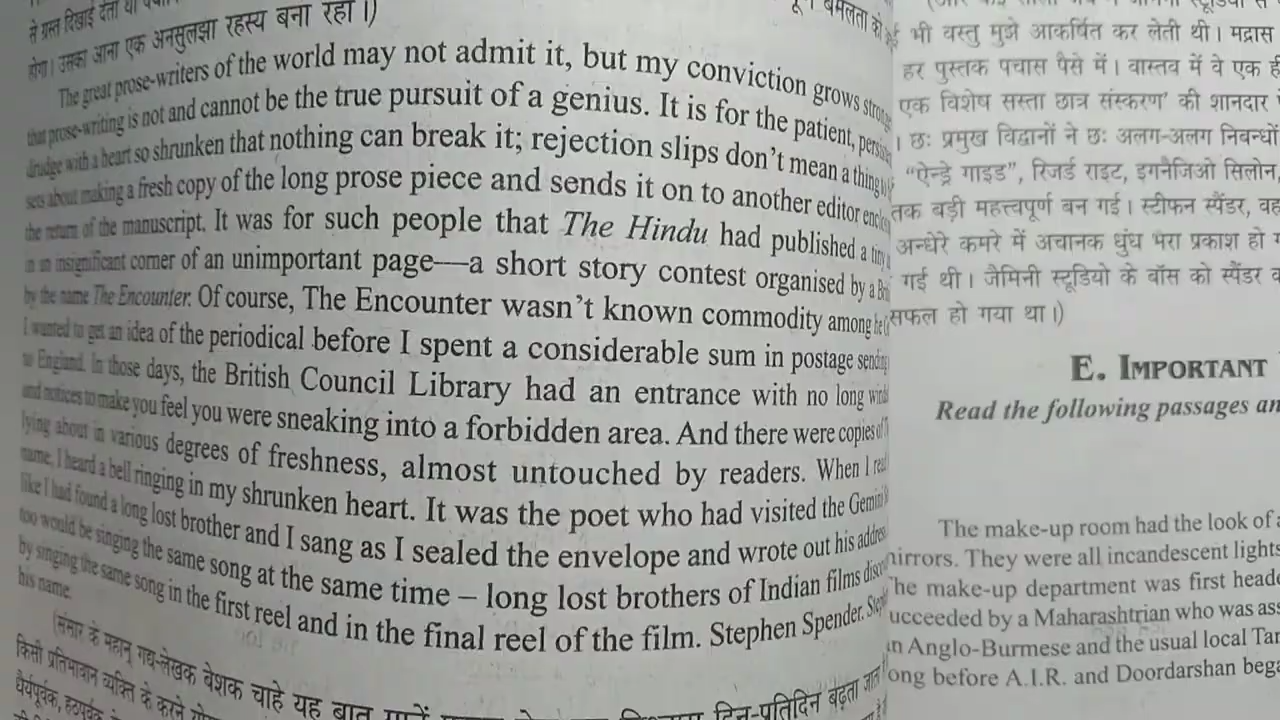 से ग्रस्त दिखाई देता था
होगा। उसका आना एक अनसुलझा रहस्य बना रहा।)
The great prose-writers of the world may not admit it, but my conviction grows
that prose-writing is not and cannot be the true pursuit of a genius. It is for the patient,
drudge with a heart so shrunken that nothing can break it; rejection slips don't mean a thing
sets about making a fresh copy of the long prose piece and sends it on to another editor
the return of the manuscript. It was for such people that The Hindu had published a tiny
in an insignificant corner of an unimportant page—a short story contest organised by a
by the name The Encounter. Of course, The Encounter wasn't known commodity among
I wanted to get an idea of the periodical before I spent a considerable sum in postage sending
to England. In those days, the British Council Library had an entrance with no long
and notices to make you feel you were sneaking into a forbidden area. And there were copies of
lying about in various degrees of freshness, almost untouched by readers. When I read
name, I heard a bell ringing in my shrunken heart. It was the poet who had visited the Gemini
like I had found a long lost brother and I sang as I sealed the envelope and wrote out his address
too would be singing the same song at the same time – long lost brothers of Indian films
by singing the same song in the first reel and in the final reel of the film. Stephen Spender.
his name.
(संसार के महान् गद्य-लेखक बेशक चाहे यह बात
किसी प्रतिभावान व्यक्ति के करने
दिन-प्रतिदिन बढ़ता जाता
धैर्यपूर्वक, हठपूर्वक
भी वस्तु मुझे आकर्षित कर लेती थी। मद्रास
हर पुस्तक पचास पैसे में। वास्तव में वे एक ही
एक विशेष सस्ता छात्र संस्करण' की शानदार
। छः प्रमुख विद्वानों ने छः अलग-अलग निबन्धों
"ऐन्ड्रे गाइड", रिजर्ड राइट, इगनैजिओ सिलोन,
तक बड़ी महत्त्वपूर्ण बन गई। स्टीफन स्पैंडर, वह
अन्धेरे कमरे में अचानक धुंध भरा प्रकाश हो
गई थी। जैमिनी स्टूडियो के बॉस को स्पैंडर
सफल हो गया था।)
E. IMPORTANT
Read the following passages an
The make-up room had the look of
mirrors. They were all incandescent lights
The make-up department was first heade
ucceeded by a Maharashtrian who was ass
n Anglo-Burmese and the usual local Tam
ong before A.I.R. and Doordarshan bega